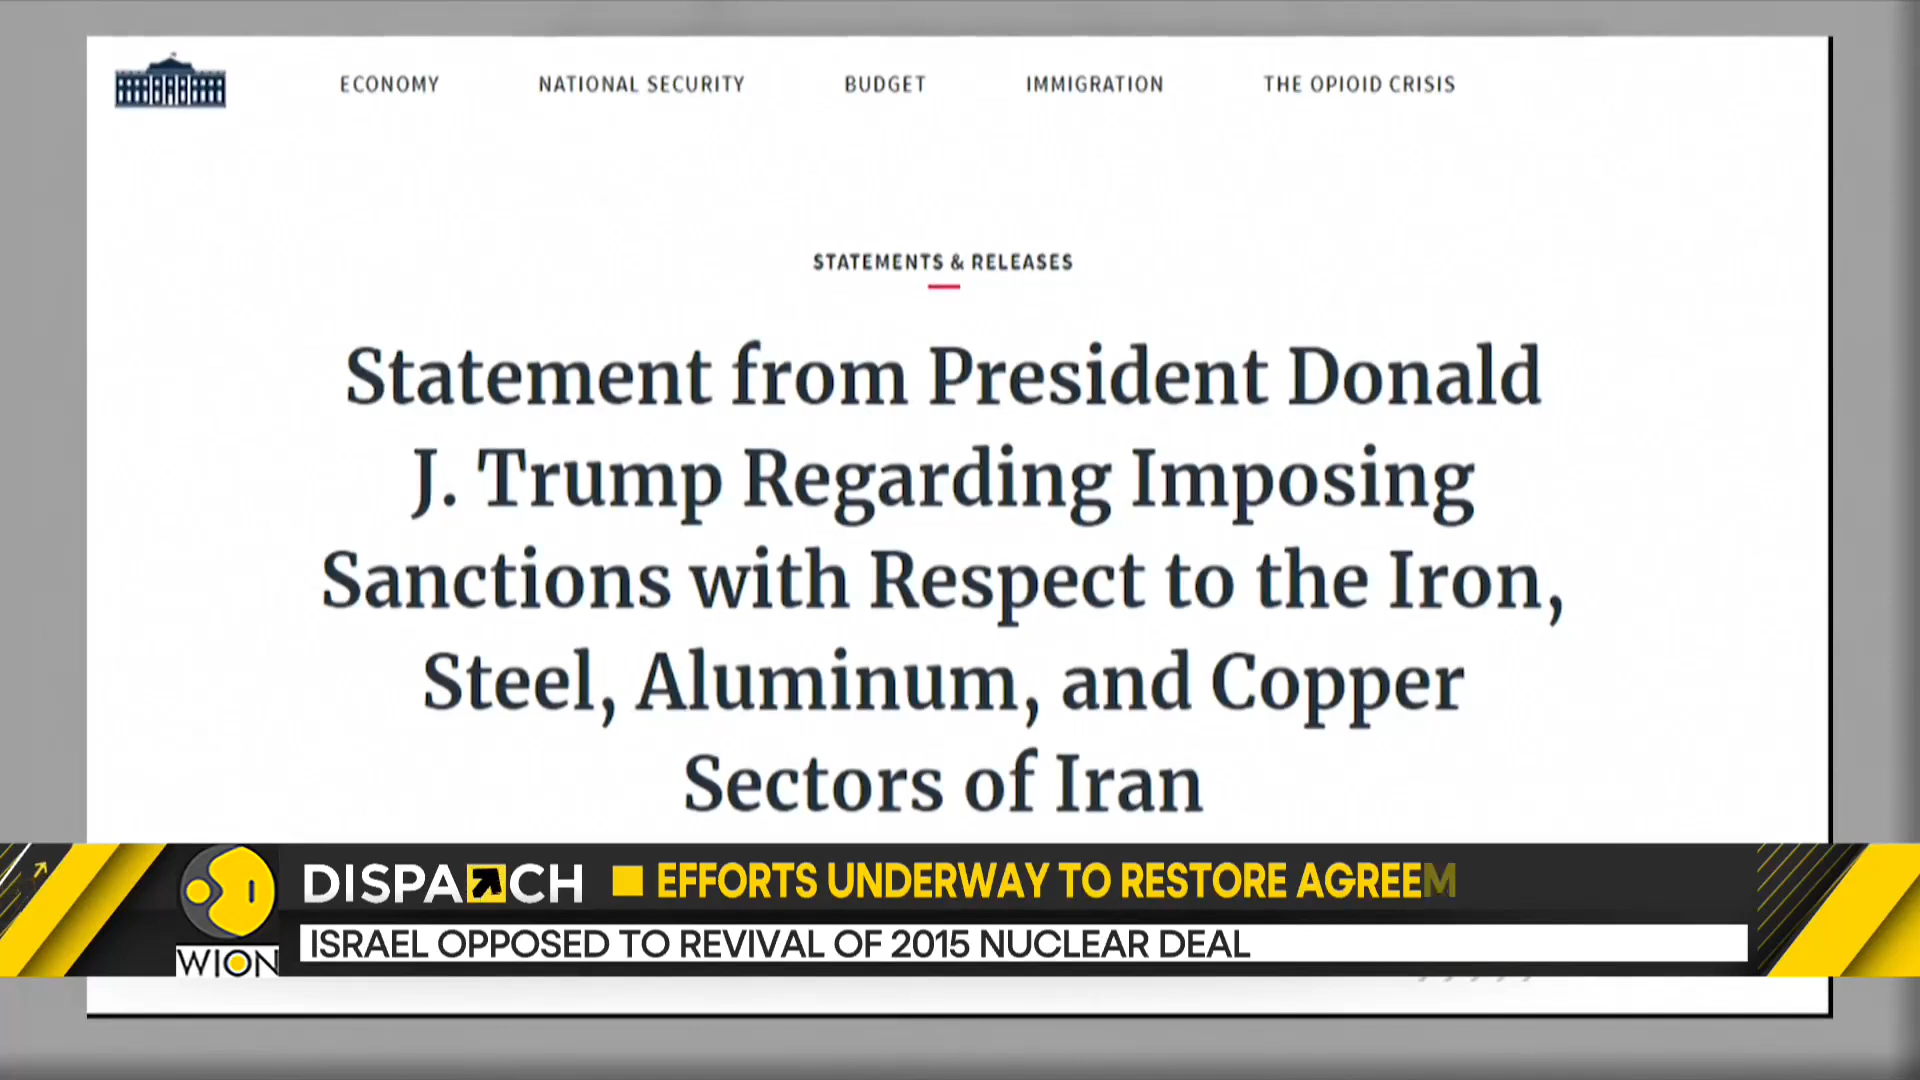 ECONOMY NATIONAL SECURITY BUDGET IMMIGRATION THE OPIOID CRISIS
STATEMENTS & RELEASES
Statement from President Donald
J. Trump Regarding Imposing
Sanctions with Respect to the Iron,
Steel, Aluminum, and Copper
Sectors of Iran
DISPATCH EFFORTS UNDERWAY TO RESTORE AGREEM
WION ISRAEL OPPOSED TO REVIVAL OF 2015 NUCLEAR DEAL